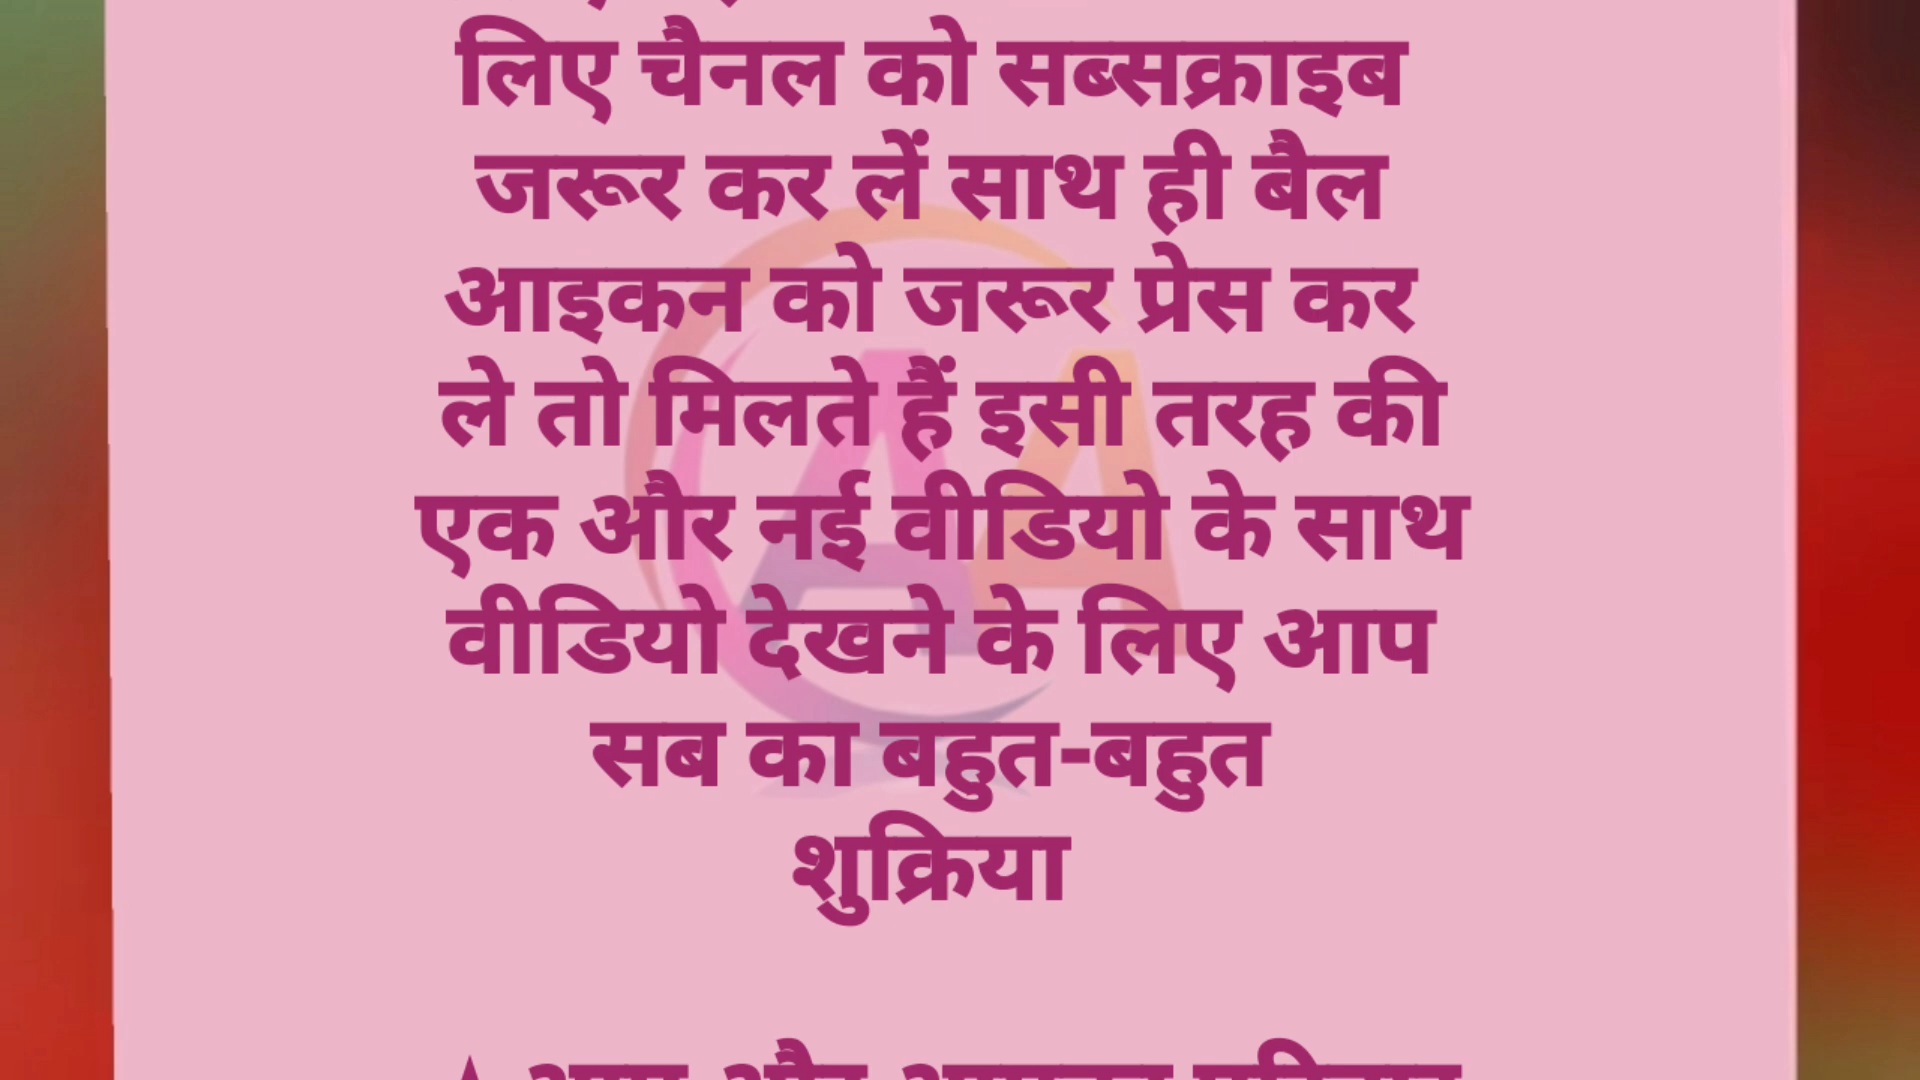 लिए चैनल को सब्सक्राइब
जरूर कर लें साथ ही बैल
आइकन को जरूर प्रेस कर
ले तो मिलते हैं इसी तरह की
एक और नई वीडियो के साथ
वीडियो देखने के लिए आप
सब का बहुत-बहुत
शुक्रिया
AA